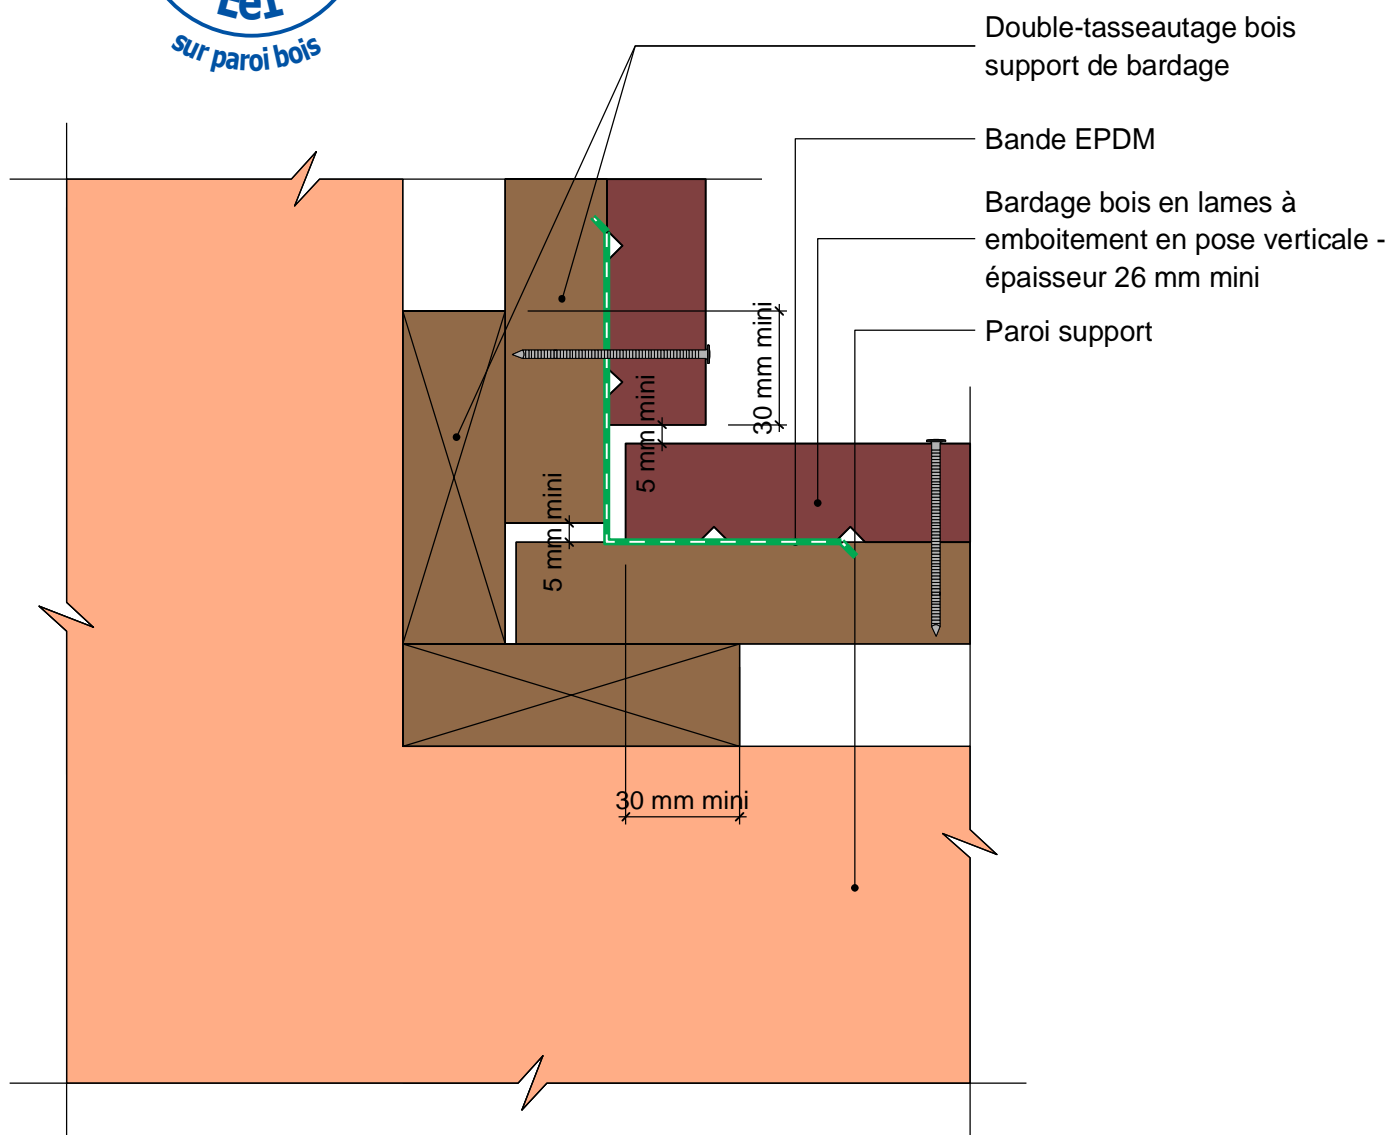 LeT
sur paroi bois
Double-tasseautage bois
support de bardage
Bande EPDM
Bardage bois en lames à
emboitement en pose verticale -
épaisseur 26 mm mini
Paroi support
30 mm mini
5 mm mini
5 mm mini
30 mm mini